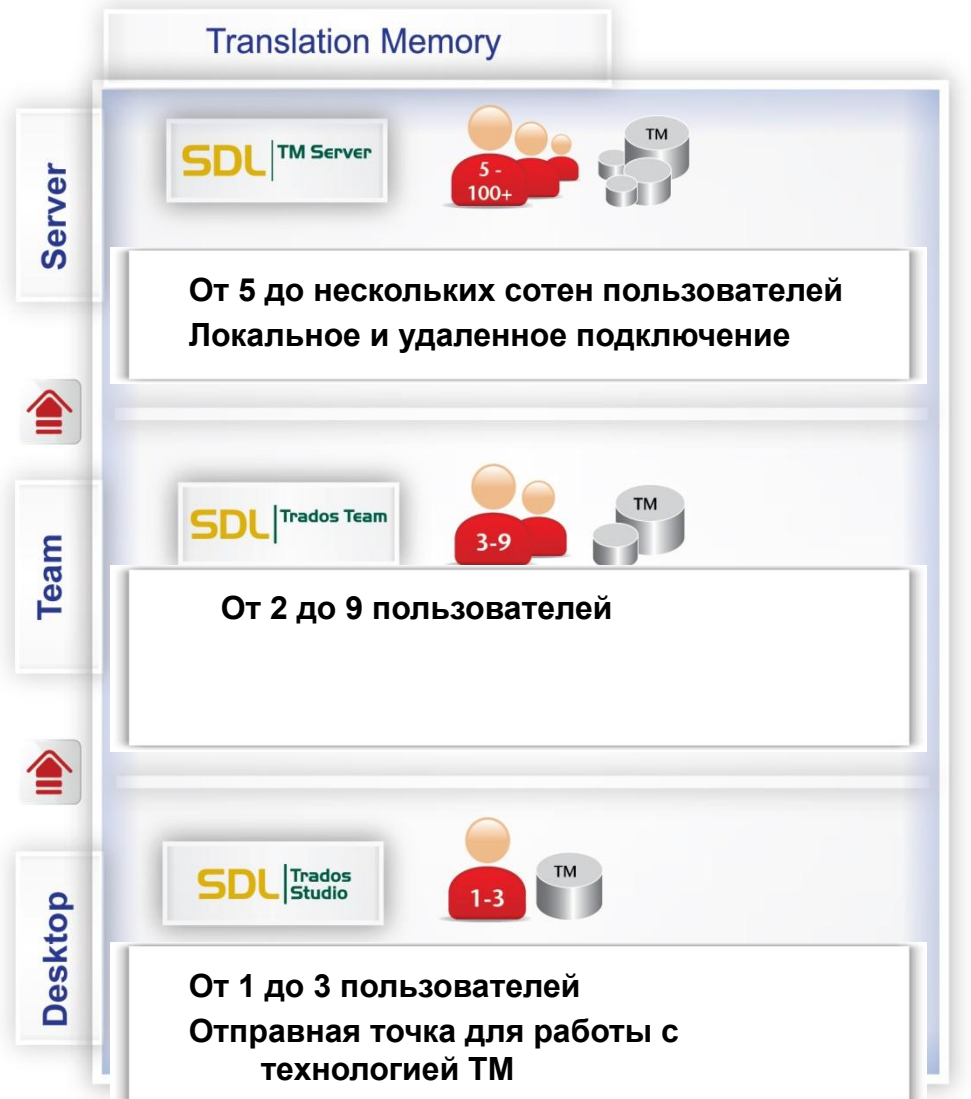 Translation Memory
Server
SDL TM Server
5 -
100+
TM
От 5 до нескольких сотен пользователей
Локальное и удаленное подключение
Team
SDL Trados Team
3-9
TM
От 2 до 9 пользователей
Desktop
SDL Trados
Studio
1-3
TM
От 1 до 3 пользователей
Отправная точка для работы с
технологией ТМ